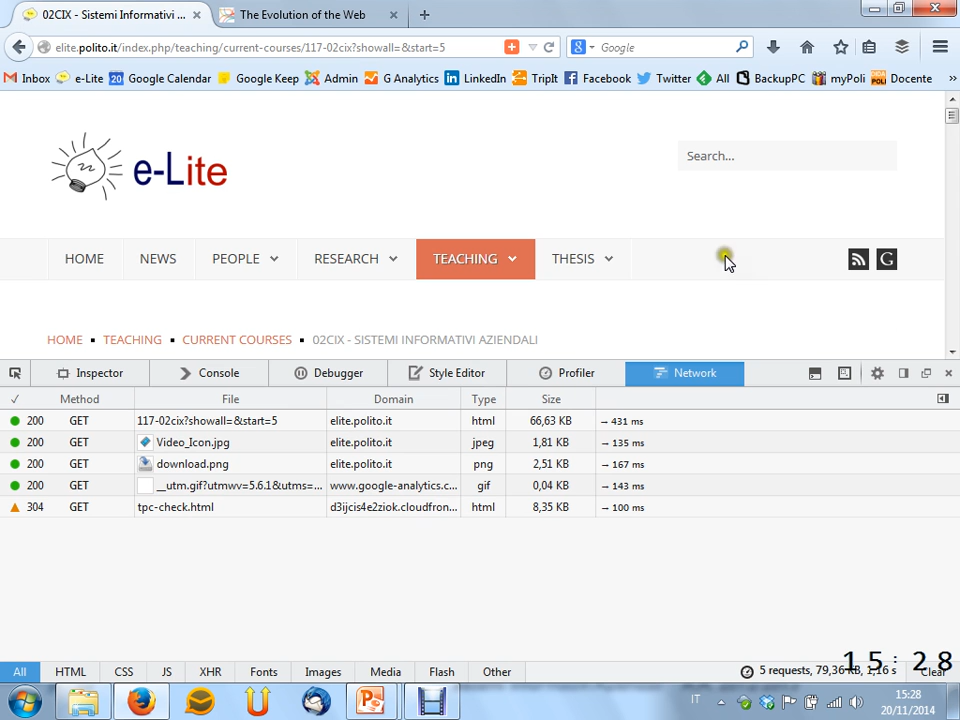 02CIX - Sistemi Informativi ... × The Evolution of the Web × +
elite.polito.it/index.php/teaching/current-courses/117-02cix?showall=&start=5 Google
Inbox e-Lite 20 Google Calendar Google Keep Admin G Analytics LinkedIn TripIt Facebook Twitter All BackupPC myPoli Docente »
e-Lite
Search...
HOME NEWS PEOPLE RESEARCH TEACHING THESIS G
HOME ▪ TEACHING ▪ CURRENT COURSES ▪ 02CIX - SISTEMI INFORMATIVI AZIENDALI
Inspector Console Debugger Style Editor Profiler Network
✓ Method File Domain Type Size
200 GET 117-02cix?showall=&start=5 elite.polito.it html 66,63 KB → 431 ms
200 GET Video_Icon.jpg elite.polito.it jpeg 1,81 KB → 135 ms
200 GET download.png elite.polito.it png 2,51 KB → 167 ms
200 GET __utm.gif?utmwv=5.6.1&utms=... www.google-analytics.c... gif 0,04 KB → 143 ms
304 GET tpc-check.html d3ijcis4e2ziok.cloudfron... html 8,35 KB → 100 ms
All HTML CSS JS XHR Fonts Images Media Flash Other 5 requests, 79,36 KB, 1,16 s Clear
15:28
IT 15:28
20/11/2014